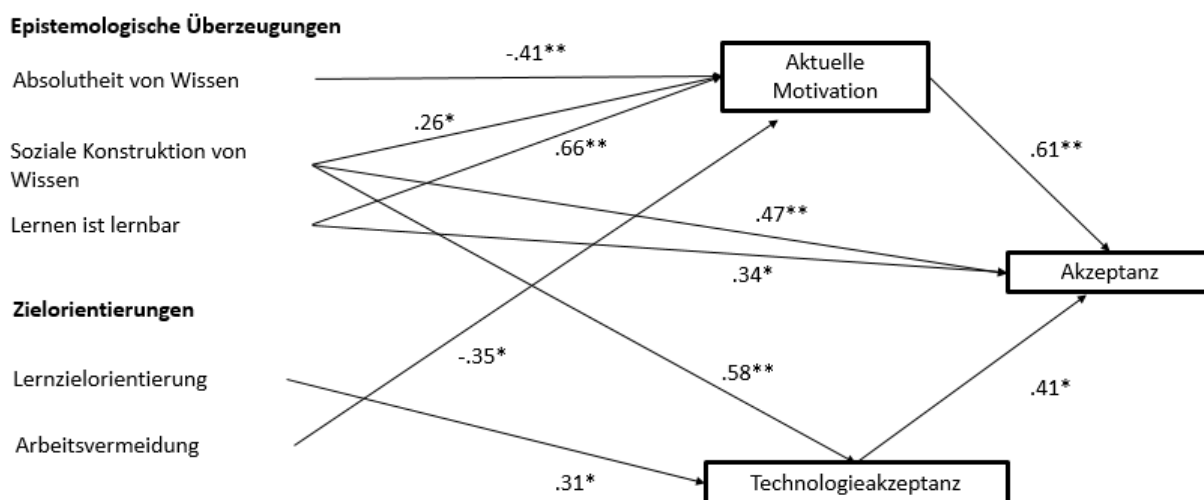 Epistemologische Überzeugungen
Absolutheit von Wissen
-.41**
Aktuelle
Motivation
.26*
Soziale Konstruktion von
Wissen
.66**
.61**
Lernen ist lernbar
.47**
.34*
Akzeptanz
Zielorientierungen
Lernzielorientierung
-.35*
.58**
.41*
Arbeitsvermeidung
.31*
Technologieakzeptanz